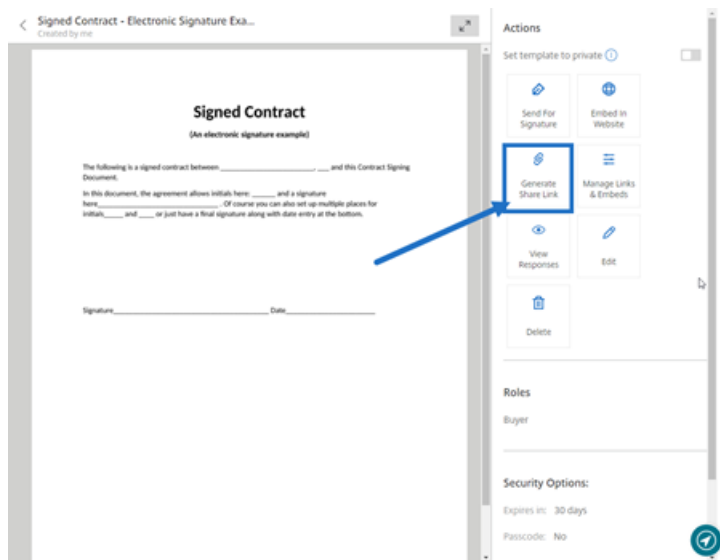 Signed Contract - Electronic Signature Exa...
Created by me
Signed Contract
(An electronic signature example)
The following is a signed contract between ________________________, ___ and this Contract Signing
Document.
In this document, the agreement allows initials here: ______ and a signature
here_______________________________. Of course you can also set up multiple places for
initials_____ and ____ or just have a final signature along with date entry at the bottom.
Signature________________________________________ Date_______________________
Actions
Set template to private
Send For
Signature
Embed In
Website
Generate
Share Link
Manage Links
& Embeds
View
Responses
Edit
Delete
Roles
Buyer
Security Options:
Expires in: 30 days
Passcode: No